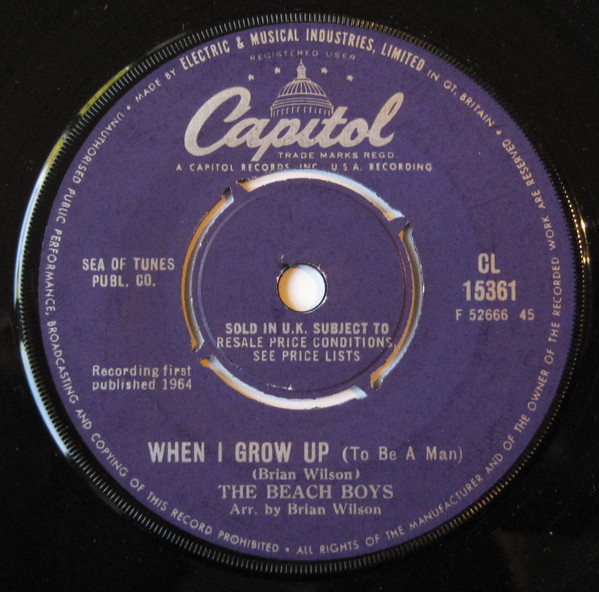 • MADE BY ELECTRIC & MUSICAL INDUSTRIES, LIMITED IN GT. BRITAIN • ALL RIGHTS OF THE MANUFACTURER AND OF THE OWNER OF THE RECORDED WORK ARE RESERVED • UNAUTHORISED PUBLIC PERFORMANCE, BROADCASTING AND COPYING OF THIS RECORD PROHIBITED
REGISTERED USER
Capitol
TRADE MARKS REGD.
A CAPITOL RECORDS, INC., U.S.A. RECORDING
SEA OF TUNES
PUBL. CO.
CL
15361
F 52666 45
SOLD IN U.K. SUBJECT TO
RESALE PRICE CONDITIONS,
SEE PRICE LISTS
Recording first
published 1964
WHEN I GROW UP (To Be A Man)
(Brian Wilson)
THE BEACH BOYS
Arr. by Brian Wilson